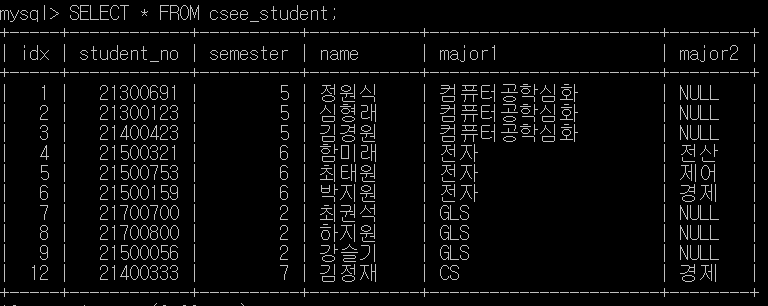 mysql> SELECT * FROM csee_student;
| idx | student_no | semester | name | major1 | major2 |
| 1 | 21300691 | 5 | 정원식 | 컴퓨터공학심화 | NULL |
| 2 | 21300123 | 5 | 심형래 | 컴퓨터공학심화 | NULL |
| 3 | 21400423 | 5 | 김경원 | 컴퓨터공학심화 | NULL |
| 4 | 21500321 | 6 | 함미래 | 전자 | 전산 |
| 5 | 21500753 | 6 | 최태원 | 전자 | 제어 |
| 6 | 21500159 | 6 | 박지원 | 전자 | 경제 |
| 7 | 21700700 | 2 | 최권석 | GLS | NULL |
| 8 | 21700800 | 2 | 하지원 | GLS | NULL |
| 9 | 21500056 | 2 | 강슬기 | GLS | NULL |
| 12 | 21400333 | 7 | 김정재 | CS | 경제 |